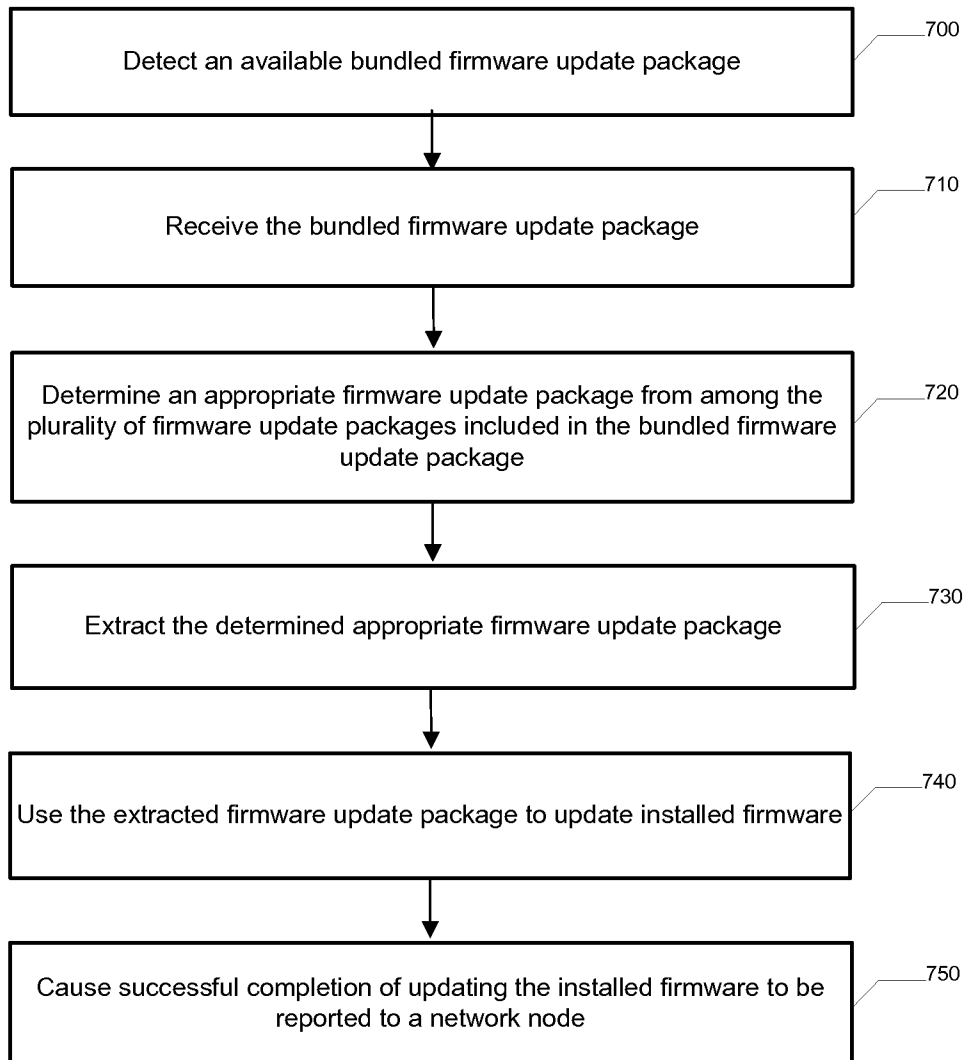 Detect an available bundled firmware update package
700
Receive the bundled firmware update package
710
Determine an appropriate firmware update package from among the
plurality of firmware update packages included in the bundled firmware
update package
720
Extract the determined appropriate firmware update package
730
Use the extracted firmware update package to update installed firmware
740
Cause successful completion of updating the installed firmware to be
reported to a network node
750